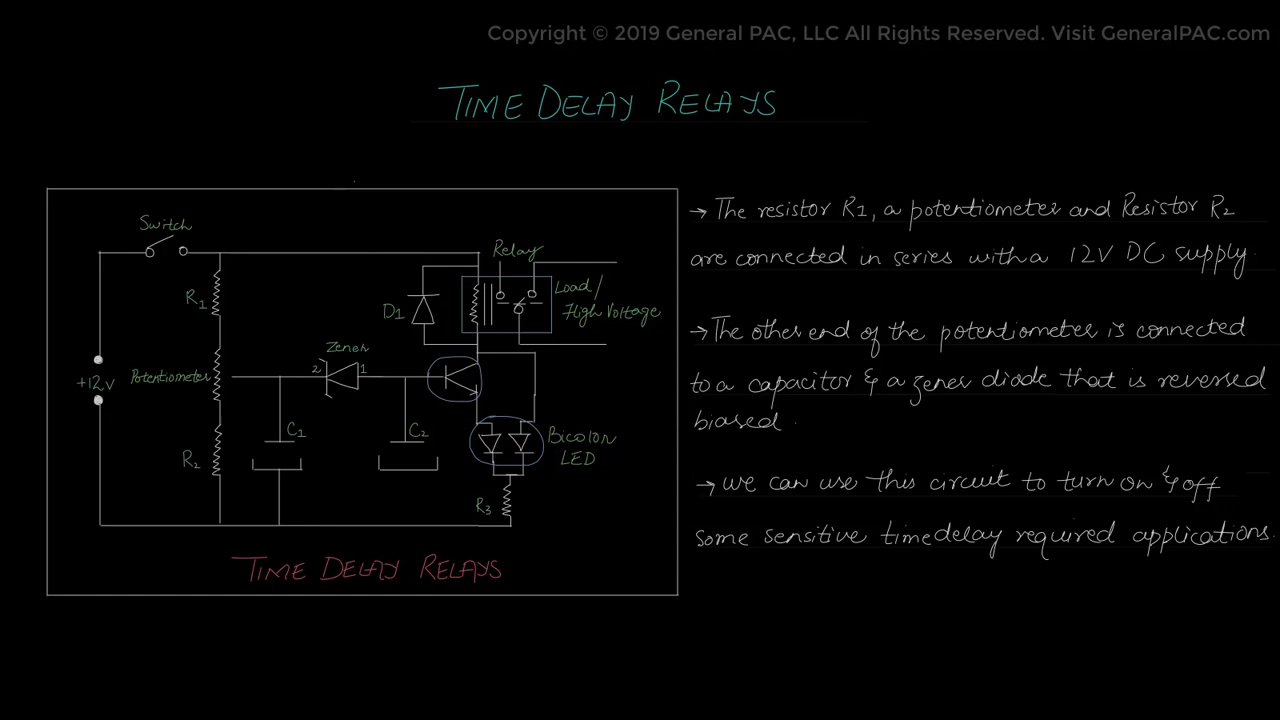 Copyright © 2019 General PAC, LLC All Rights Reserved. Visit GeneralPAC.com
TIME DELAY RELAYS
Switch
R1
Potentiometer
+12V
R2
C1
Zener
2
1
C2
D1
Relay
Load/
High Voltage
Bicolon
LED
R3
TIME DELAY RELAYS
→ The resistor R1, a potentiometer and Resistor R2
are connected in series with a 12V DC supply.
→ The other end of the potentiometer is connected
to a capacitor & a zener diode that is reversed
biased.
→ we can use this circuit to turn on & off
some sensitive time delay required applications.